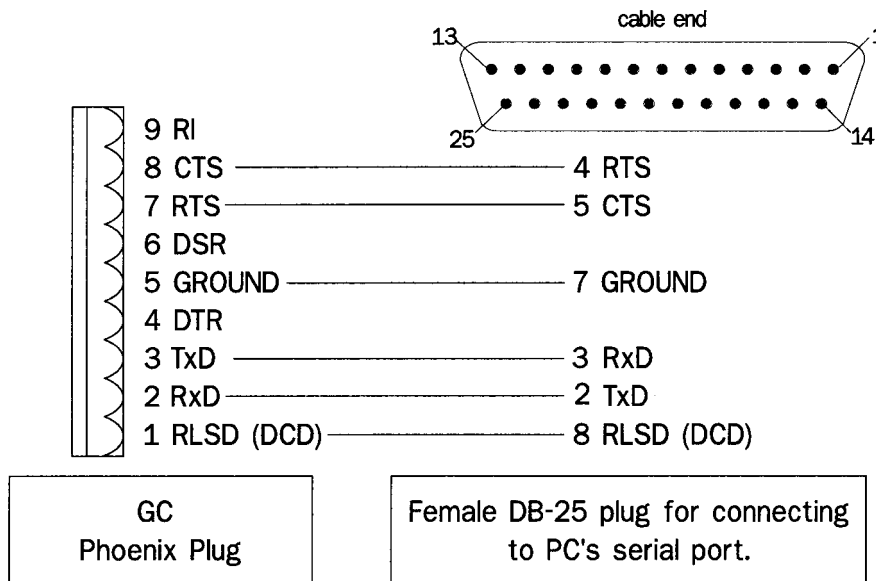 cable end
13
1
25
14
9 RI
8 CTS 4 RTS
7 RTS 5 CTS
6 DSR
5 GROUND 7 GROUND
4 DTR
3 TxD 3 RxD
2 RxD 2 TxD
1 RLSD (DCD) 8 RLSD (DCD)
GC
Phoenix Plug
Female DB-25 plug for connecting
to PC's serial port.